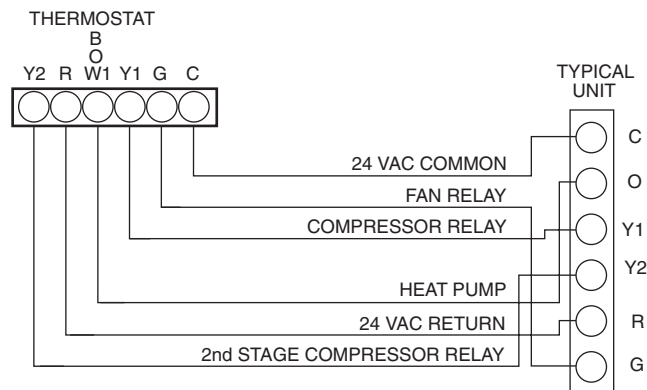 THERMOSTAT
B
O
Y2 R W1 Y1 G C
TYPICAL
UNIT
24 VAC COMMON
C
FAN RELAY
O
COMPRESSOR RELAY
Y1
Y2
HEAT PUMP
24 VAC RETURN
R
2nd STAGE COMPRESSOR RELAY
G